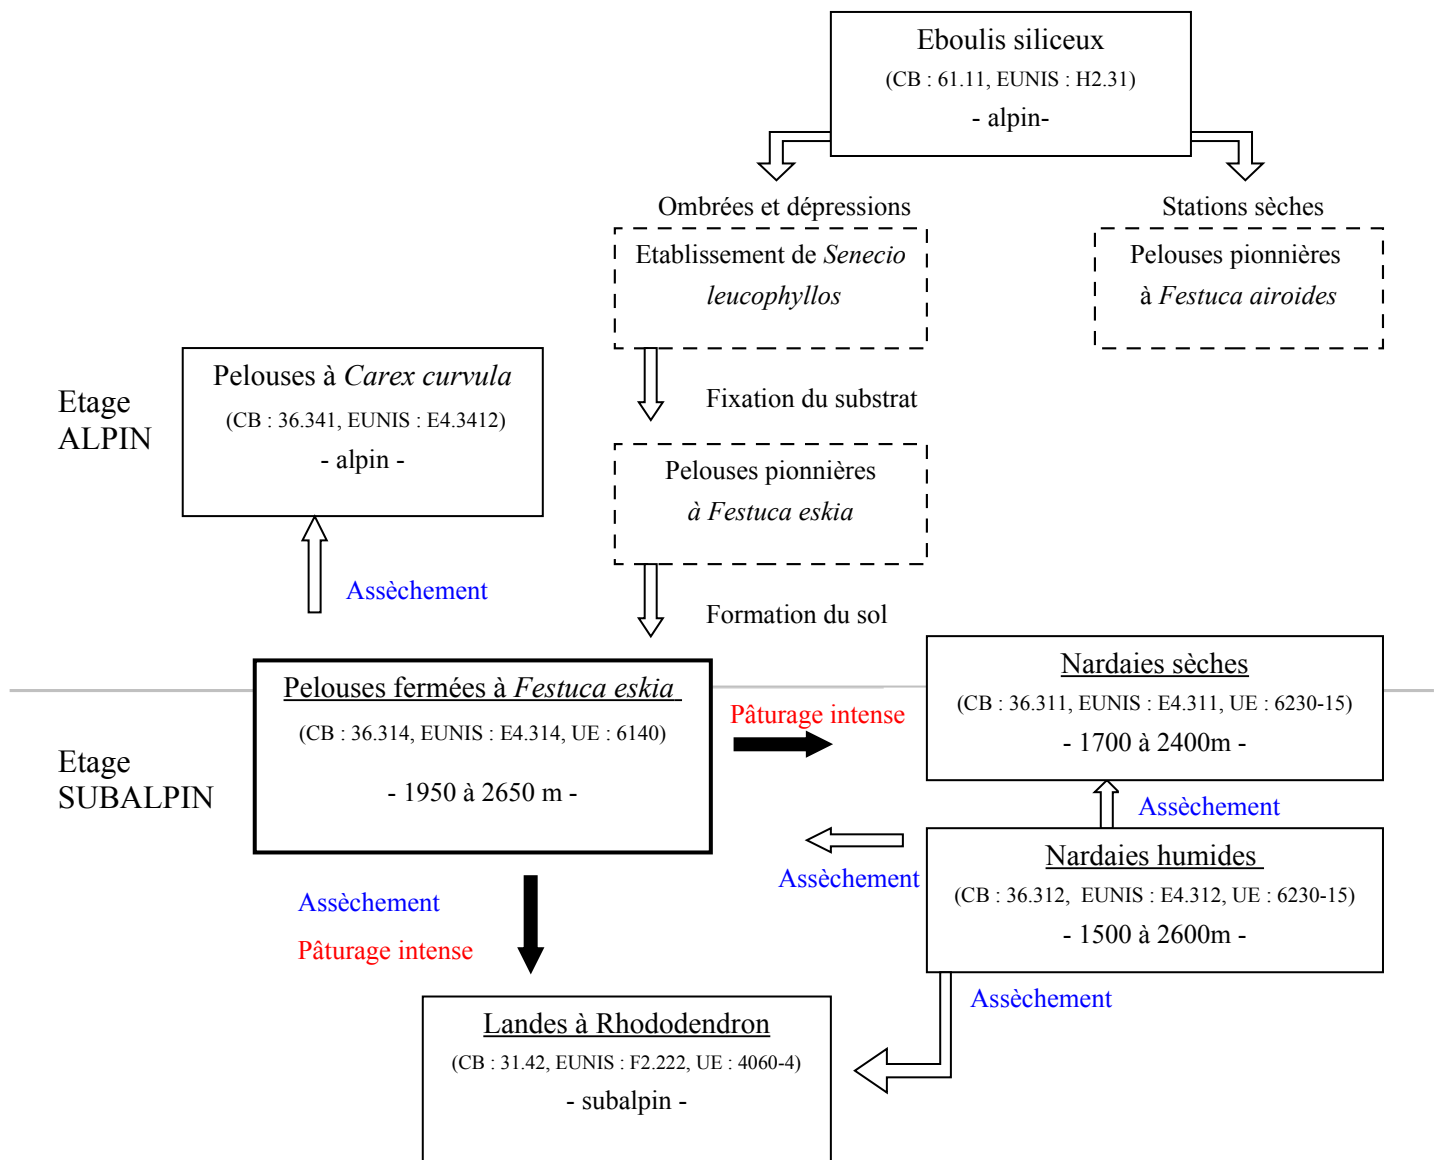 Eboulis siliceux
(CB : 61.11, EUNIS : H2.31)
- alpin-
Ombrées et dépressions
Stations sèches
Etablissement de Senecio
leucophyllos
Pelouses pionnières
à Festuca airoides
Fixation du substrat
Etage
ALPIN
Pelouses à Carex curvula
(CB : 36.341, EUNIS : E4.3412)
- alpin -
Pelouses pionnières
à Festuca eskia
Assèchement
Formation du sol
Etage
SUBALPIN
Pelouses fermées à Festuca eskia
(CB : 36.314, EUNIS : E4.314, UE : 6140)
- 1950 à 2650 m -
Pâturage intense
Nardaies sèches
(CB : 36.311, EUNIS : E4.311, UE : 6230-15)
- 1700 à 2400m -
Assèchement
Assèchement
Nardaies humides
(CB : 36.312, EUNIS : E4.312, UE : 6230-15)
- 1500 à 2600m -
Assèchement
Pâturage intense
Assèchement
Landes à Rhododendron
(CB : 31.42, EUNIS : F2.222, UE : 4060-4)
- subalpin -